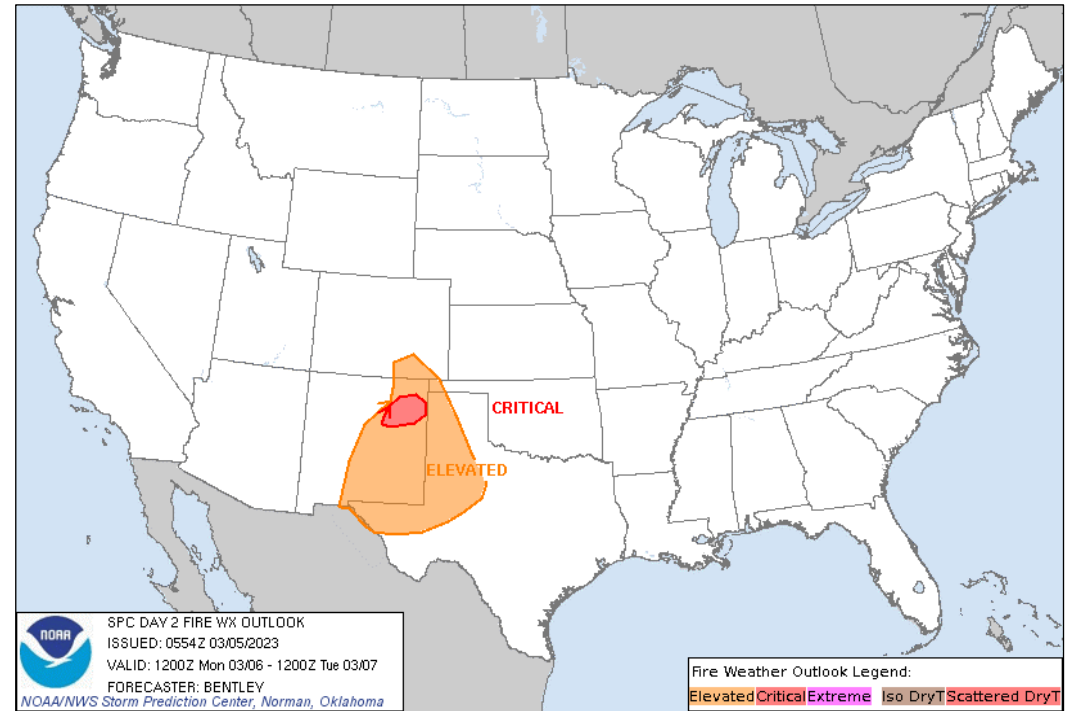 CRITICAL
ELEVATED
NOAA
SPC DAY 2 FIRE WX OUTLOOK
ISSUED: 0554Z 03/05/2023
VALID: 1200Z Mon 03/06 - 1200Z Tue 03/07
FORECASTER: BENTLEY
NOAA/NWS Storm Prediction Center, Norman, Oklahoma
Fire Weather Outlook Legend:
Elevated Critical Extreme Iso DryT Scattered DryT